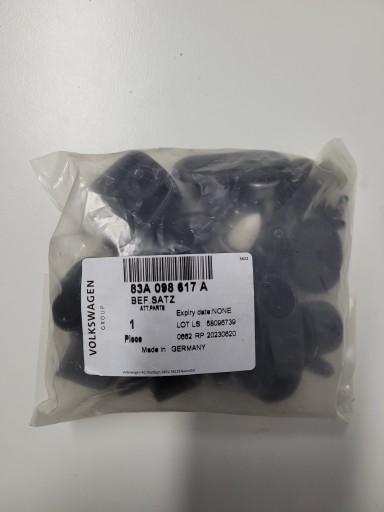 83A 098 617 A
BEF.SATZ
ATT.PARTS
1
Piece
Expiry date:NONE
LOT LS: 58096739
0662 RP 20230620
Made in GERMANY
VOLKSWAGEN
GROUP